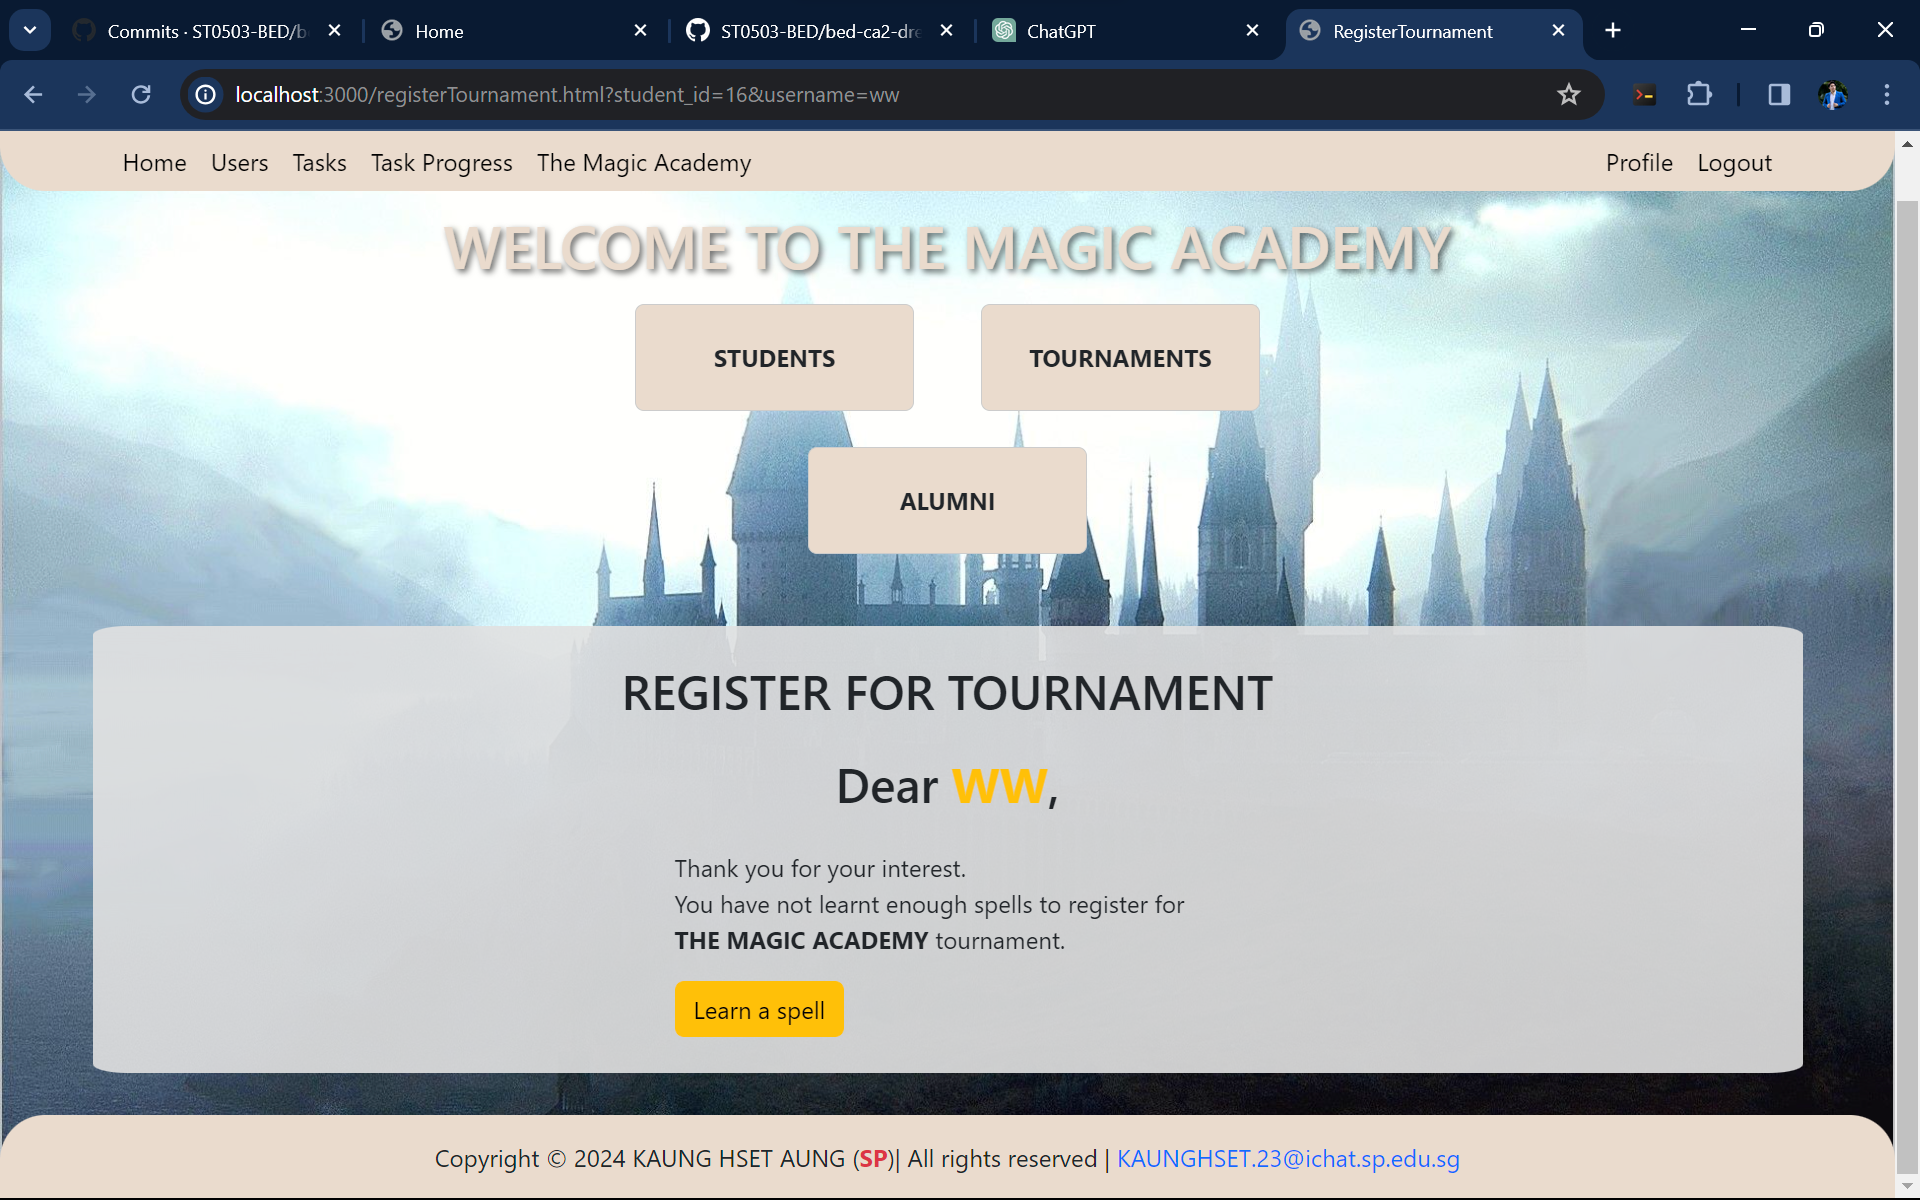 Commits · ST0503-BED/b
Home
ST0503-BED/bed-ca2-dre
ChatGPT
RegisterTournament
localhost:3000/registerTournament.html?student_id=16&username=ww
Home Users Tasks Task Progress The Magic Academy Profile Logout
WELCOME TO THE MAGIC ACADEMY
STUDENTS
TOURNAMENTS
ALUMNI
REGISTER FOR TOURNAMENT
Dear WW,
Thank you for your interest.
You have not learnt enough spells to register for
THE MAGIC ACADEMY tournament.
Learn a spell
Copyright © 2024 KAUNG HSET AUNG (SP)| All rights reserved | KAUNGHSET.23@ichat.sp.edu.sg